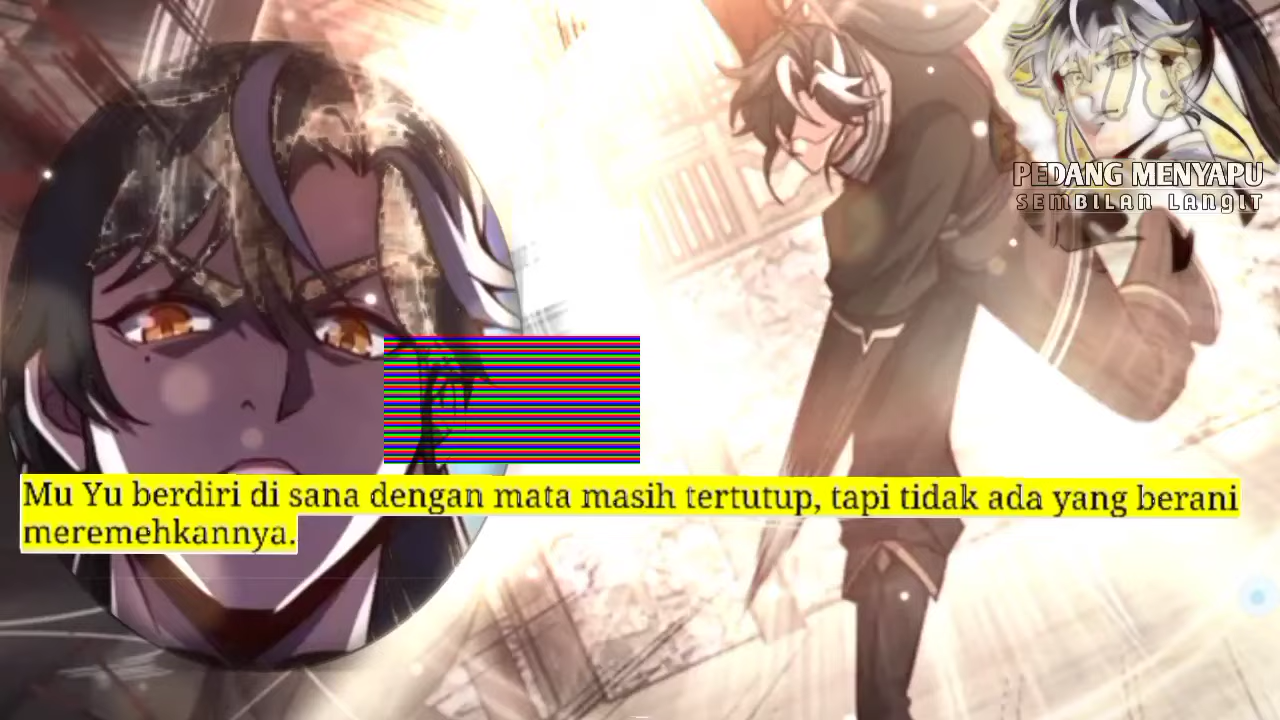 PEDANG MENYAPU
SEMBILAN LANGIT
Mu Yu berdiri di sana dengan mata masih tertutup, tapi tidak ada yang berani
meremehkannya.